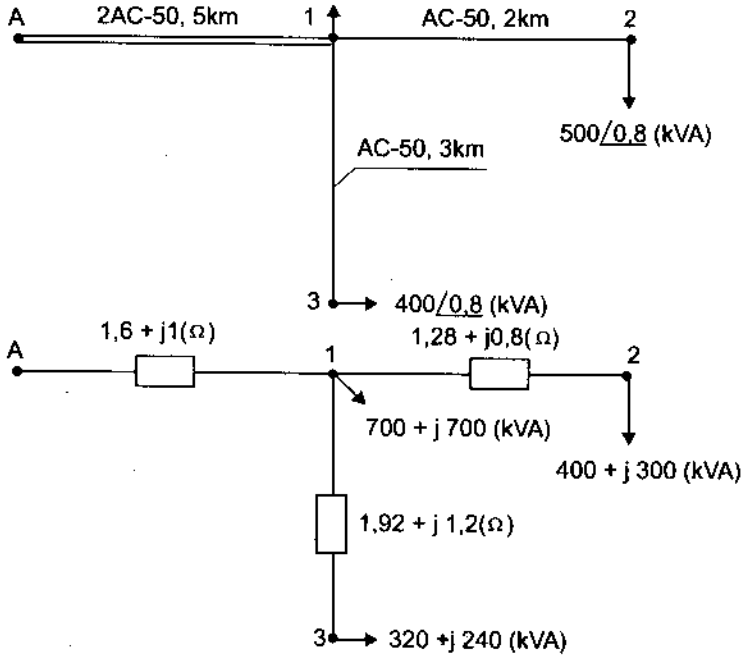 A
2AC-50, 5km
1
AC-50, 2km
2
500/0,8 (kVA)
AC-50, 3km
3
400/0,8 (kVA)
A
1,6 + j1(Ω)
1
1,28 + j0,8(Ω)
2
700 + j 700 (kVA)
400 + j 300 (kVA)
1,92 + j 1,2(Ω)
3
320 +j 240 (kVA)